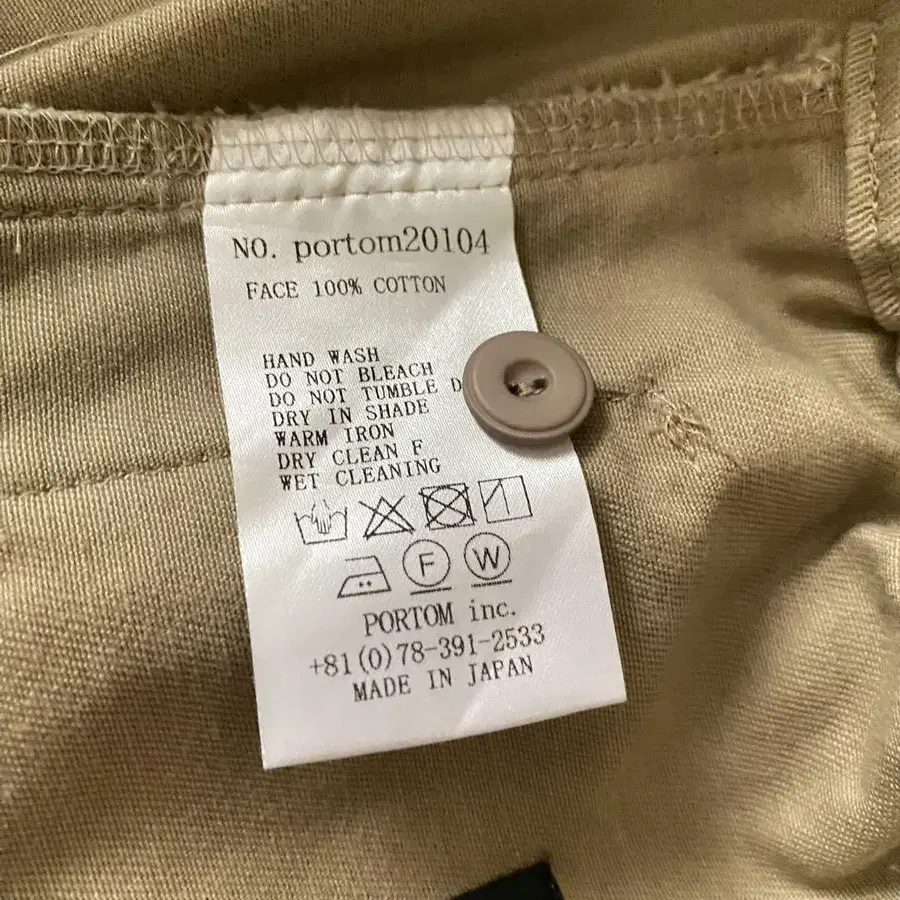 NO. portom20104
FACE 100% COTTON
HAND WASH
DO NOT BLEACH
DO NOT TUMBLE D
DRY IN SHADE
WARM IRON
DRY CLEAN F
WET CLEANING
F W
PORTOM inc.
+81(0)78-391-2533
MADE IN JAPAN